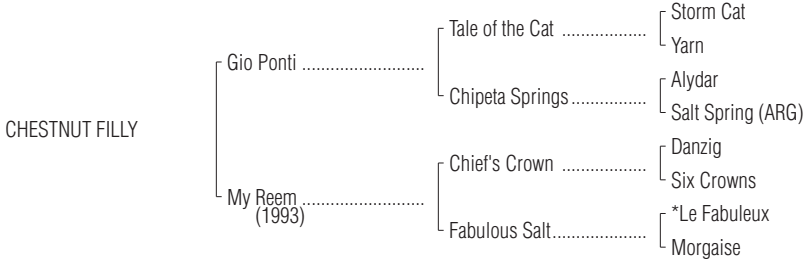 Storm Cat
Tale of the Cat ..................
Yarn
Gio Ponti ..........................
Alydar
Chipeta Springs................
Salt Spring (ARG)
CHESTNUT FILLY
Danzig
Chief's Crown ..................
Six Crowns
My Reem ..........................
(1993)
*Le Fabuleux
Fabulous Salt....................
Morgaise